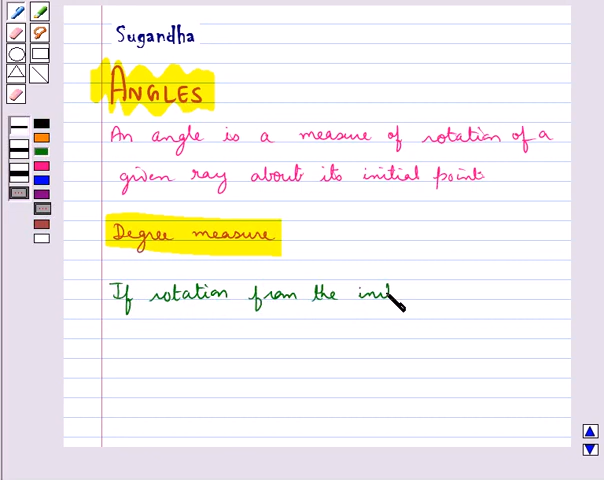 Sugandha
ANGLES
An angle is a measure of rotation of a
given ray about its initial point
Degree measure
If rotation from the init